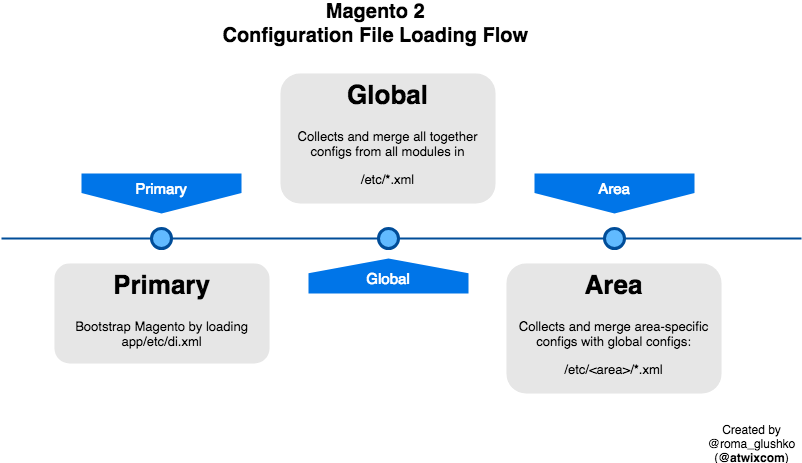 Magento 2
Configuration File Loading Flow
Global
Collects and merge all together
configs from all modules in
/etc/*.xml
Primary
Area
Global
Primary
Bootstrap Magento by loading
app/etc/di.xml
Area
Collects and merge area-specific
configs with global configs:
/etc/<area>/*.xml
Created by
@roma_glushko
(@atwixcom)